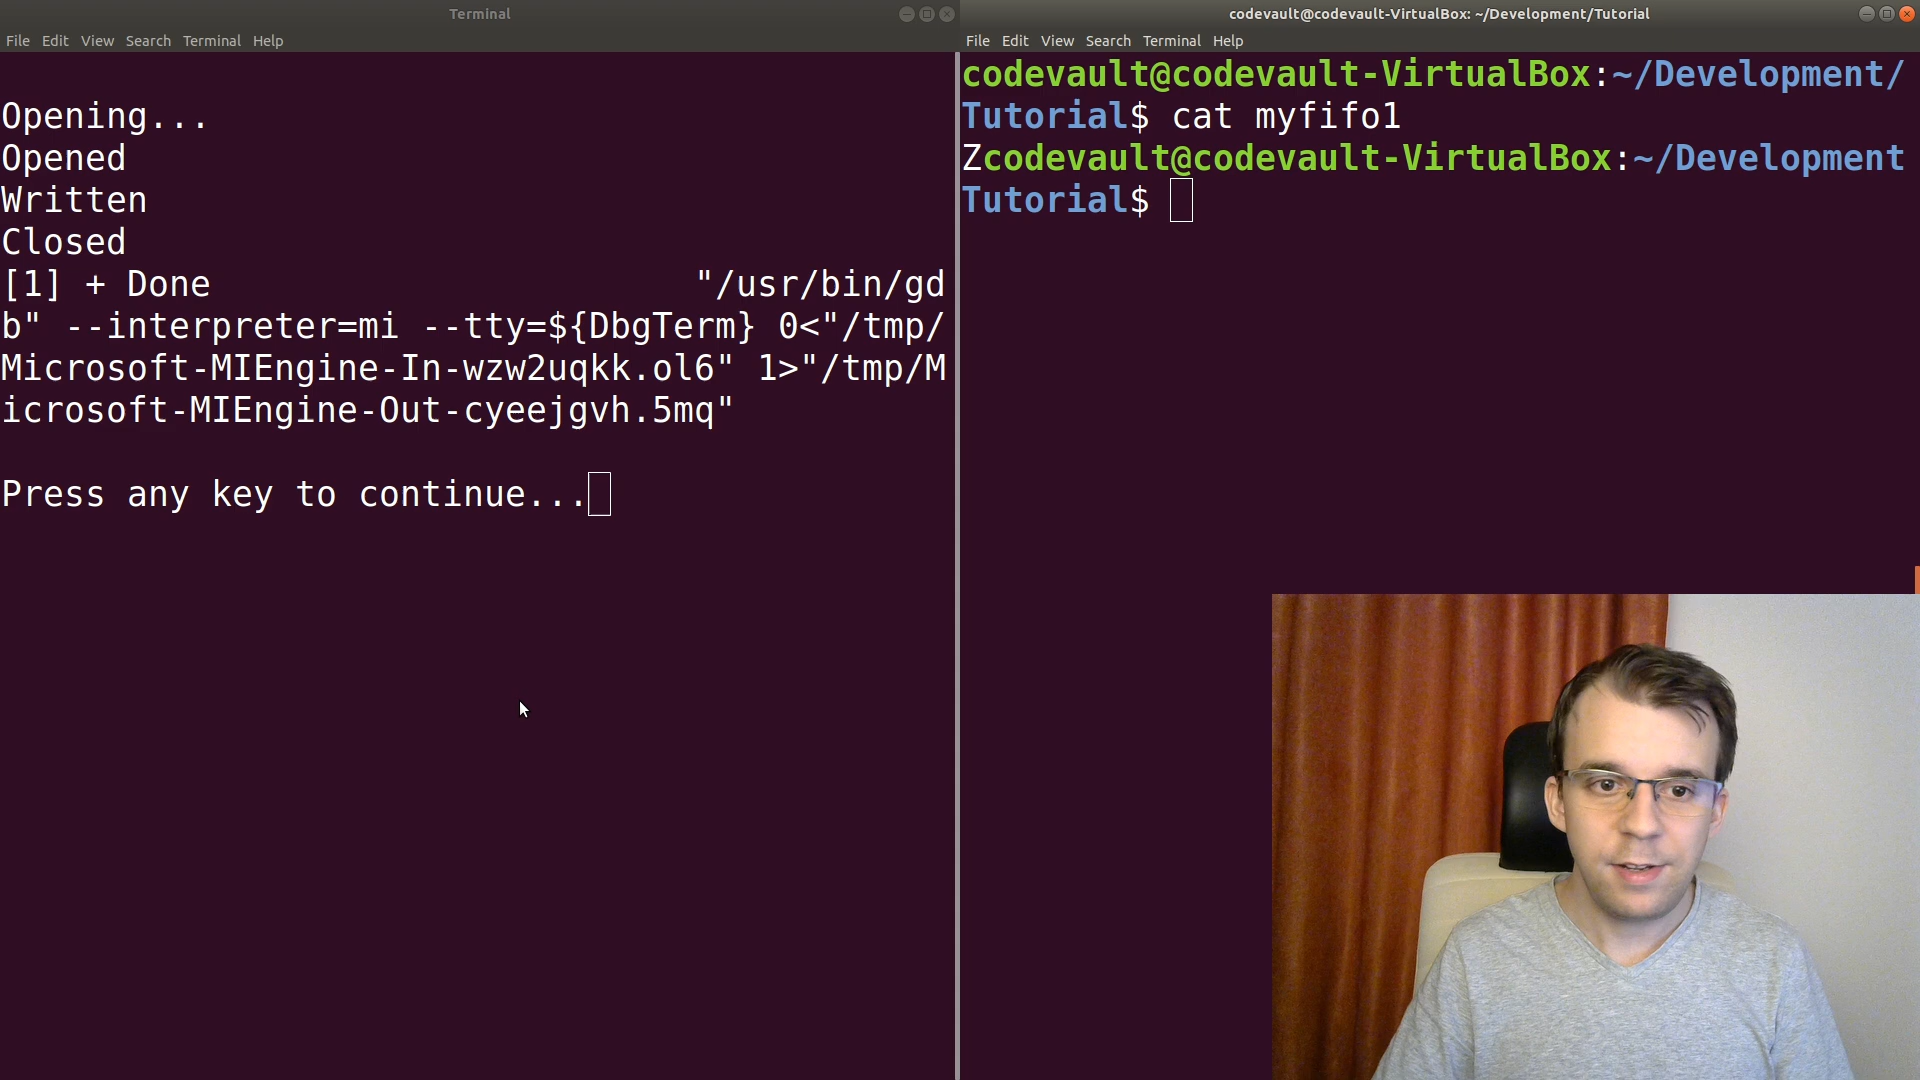 Terminal
File Edit View Search Terminal Help
Opening...
Opened
Written
Closed
[1] + Done                       "/usr/bin/gd
b" --interpreter=mi --tty=${DbgTerm} 0<"/tmp/
Microsoft-MIEngine-In-wzw2uqkk.ol6" 1>"/tmp/M
icrosoft-MIEngine-Out-cyeejgvh.5mq"
Press any key to continue...
codevault@codevault-VirtualBox: ~/Development/Tutorial
File Edit View Search Terminal Help
codevault@codevault-VirtualBox:~/Development/
Tutorial$ cat myfifo1
Zcodevault@codevault-VirtualBox:~/Development
Tutorial$